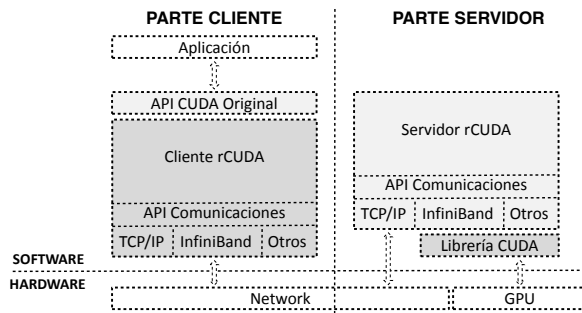 PARTE CLIENTE
PARTE SERVIDOR
Aplicación
API CUDA Original
Cliente rCUDA
Servidor rCUDA
API Comunicaciones
API Comunicaciones
TCP/IP InfiniBand Otros
TCP/IP InfiniBand Otros
Librería CUDA
SOFTWARE
HARDWARE
Network
GPU